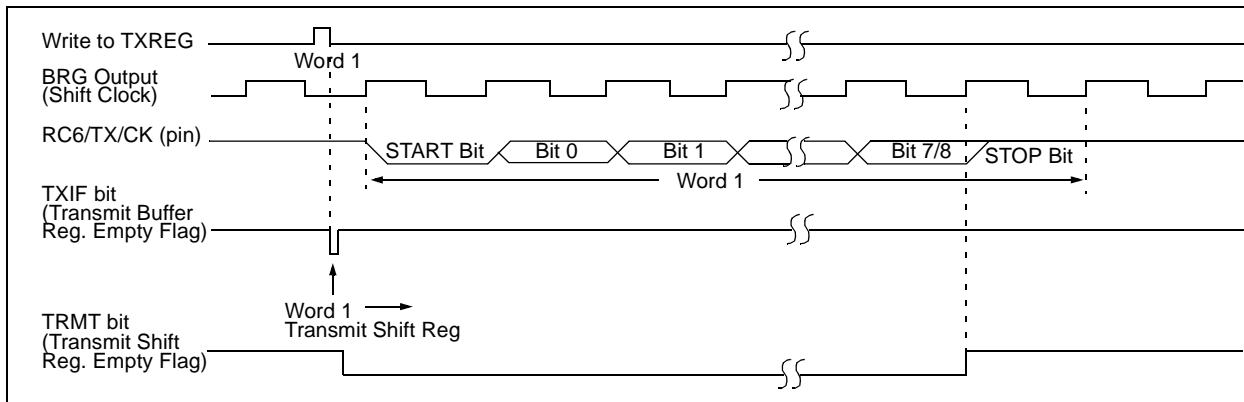 Write to TXREG
Word 1
BRG Output
(Shift Clock)
RC6/TX/CK (pin)
START Bit
Bit 0
Bit 1
Bit 7/8
STOP Bit
Word 1
TXIF bit
(Transmit Buffer
Reg. Empty Flag)
Word 1
Transmit Shift Reg
TRMT bit
(Transmit Shift
Reg. Empty Flag)